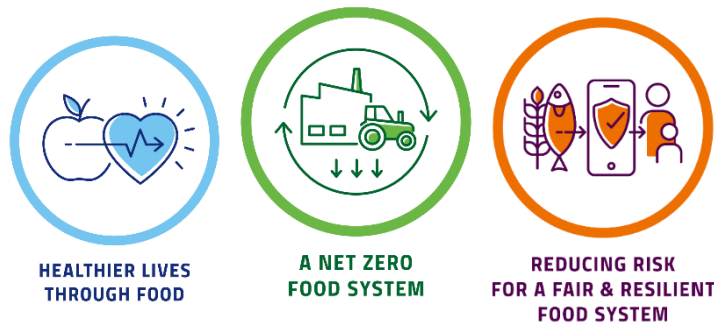 HEALTHIER LIVES
THROUGH FOOD
A NET ZERO
FOOD SYSTEM
REDUCING RISK
FOR A FAIR & RESILIENT
FOOD SYSTEM